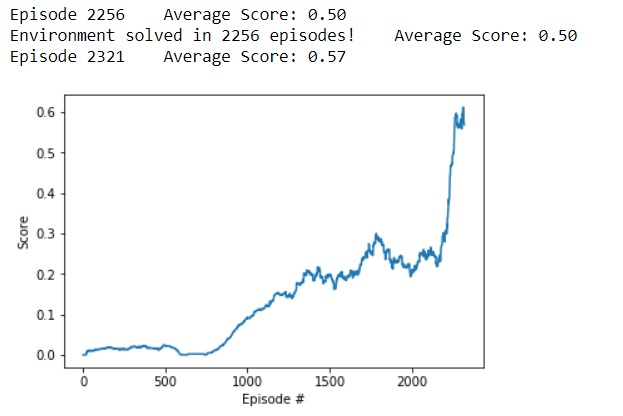 Episode 2256    Average Score: 0.50
Environment solved in 2256 episodes!    Average Score: 0.50
Episode 2321    Average Score: 0.57
0.6
0.5
0.4
0.3
0.2
0.1
0.0
Score
0 500 1000 1500 2000
Episode #